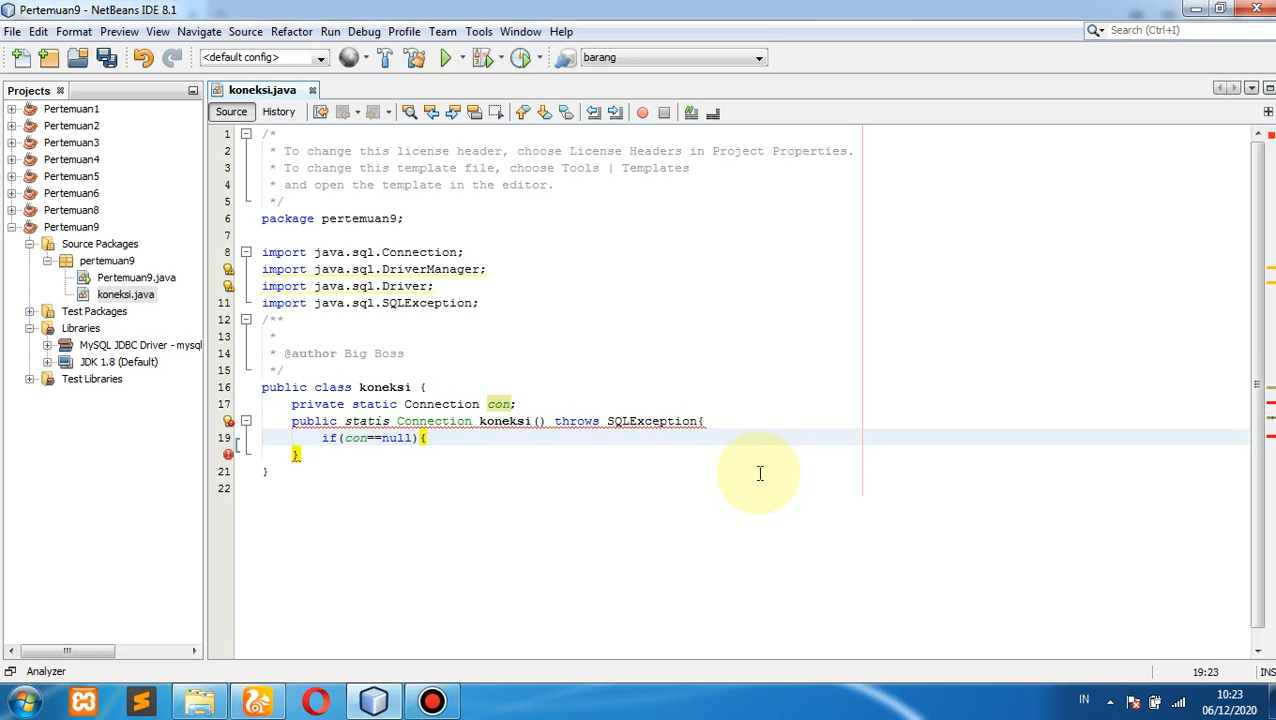 Pertemuan9 - NetBeans IDE 8.1
File Edit Format Preview View Navigate Source Refactor Run Debug Profile Team Tools Window Help
Search (Ctrl+I)
<default config>
barang
Projects
koneksi.java
Source History
Pertemuan1
Pertemuan2
Pertemuan3
Pertemuan4
Pertemuan5
Pertemuan6
Pertemuan8
Pertemuan9
Source Packages
pertemuan9
Pertemuan9.java
koneksi.java
Test Packages
Libraries
MySQL JDBC Driver - mysql
JDK 1.8 (Default)
Test Libraries
1 /*
2 * To change this license header, choose License Headers in Project Properties.
3 * To change this template file, choose Tools | Templates
4 * and open the template in the editor.
5 */
6 package pertemuan9;
7
8 import java.sql.Connection;
import java.sql.DriverManager;
import java.sql.Driver;
11 import java.sql.SQLException;
12 /**
13 *
14 * @author Big Boss
15 */
16 public class koneksi {
17 private static Connection con;
public statis Connection koneksi() throws SQLException{
19 if(con==null){
}
21 }
22
Analyzer
19:23
INS
IN
10:23
06/12/2020